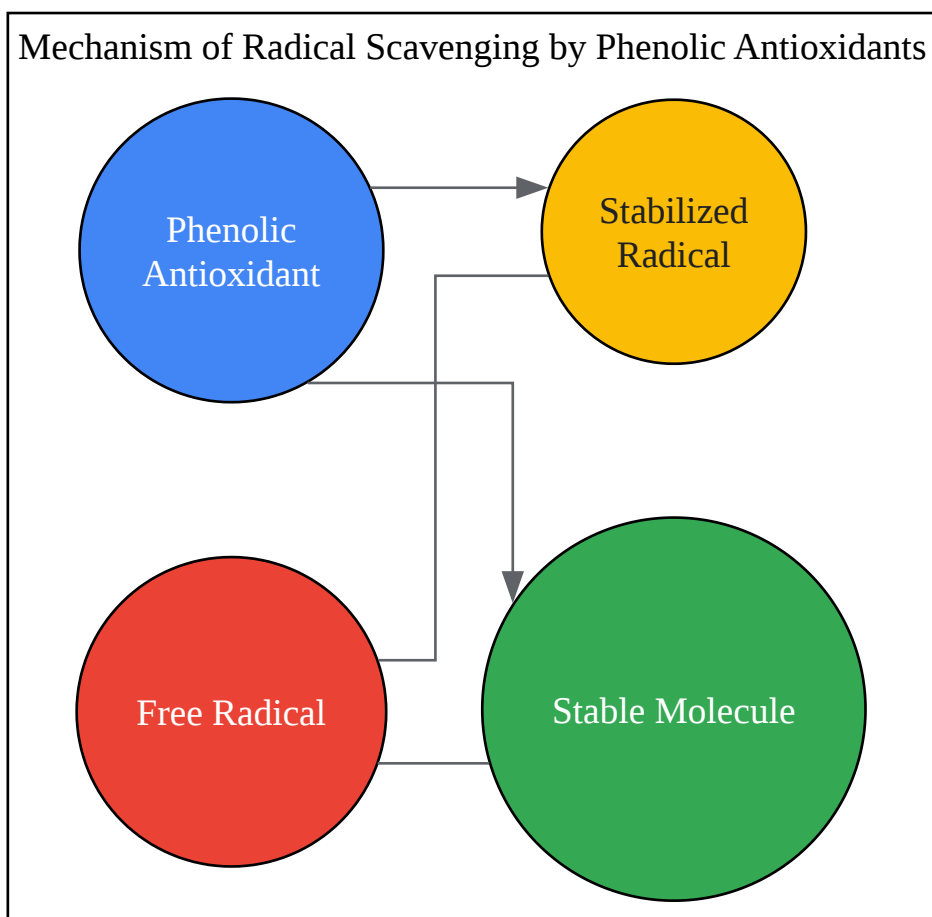 Mechanism of Radical Scavenging by Phenolic Antioxidants
Phenolic
Antioxidant
Stabilized
Radical
Free Radical
Stable Molecule